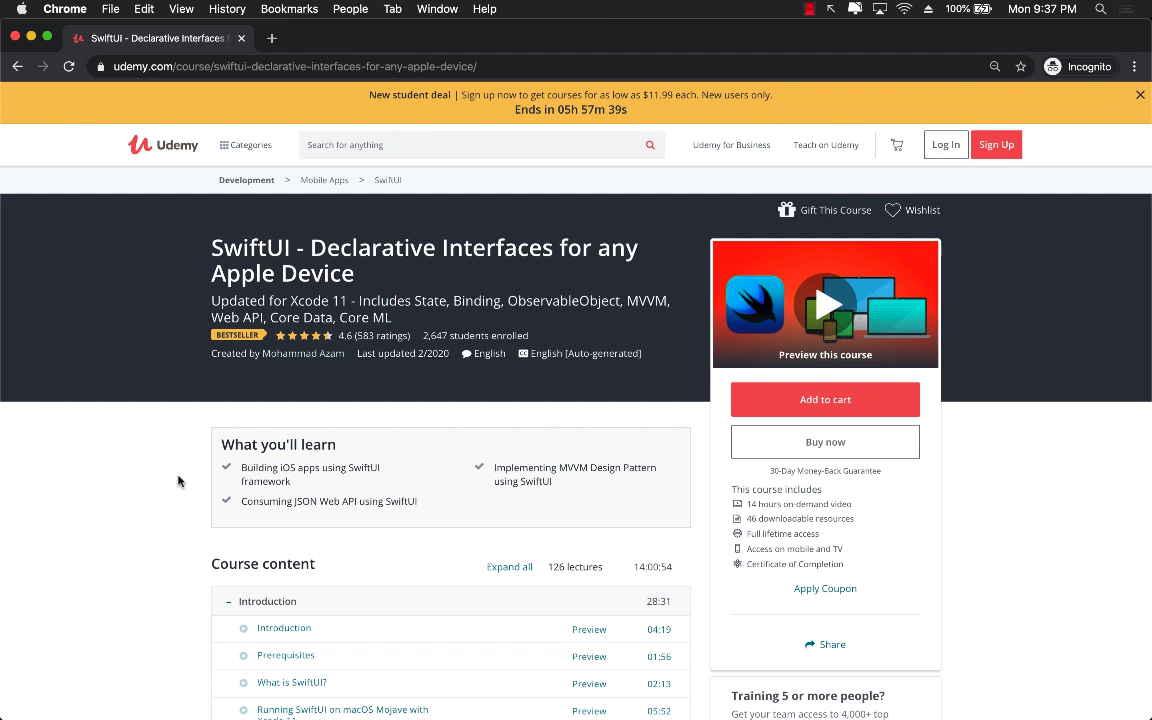 Chrome File Edit View History Bookmarks People Tab Window Help 100% Mon 9:37 PM
SwiftUI - Declarative Interfaces f
udemy.com/course/swiftui-declarative-interfaces-for-any-apple-device/ Incognito
New student deal | Sign up now to get courses for as low as $11.99 each. New users only.
Ends in 05h 57m 39s
Udemy Categories Search for anything Udemy for Business Teach on Udemy Log In Sign Up
Development > Mobile Apps > SwiftUI
Gift This Course Wishlist
SwiftUI - Declarative Interfaces for any
Apple Device
Updated for Xcode 11 - Includes State, Binding, ObservableObject, MVVM,
Web API, Core Data, Core ML
BESTSELLER 4.6 (583 ratings) 2,647 students enrolled
Created by Mohammad Azam Last updated 2/2020 English English [Auto-generated]
Preview this course
Add to cart
Buy now
30-Day Money-Back Guarantee
This course includes
14 hours on-demand video
46 downloadable resources
Full lifetime access
Access on mobile and TV
Certificate of Completion
Apply Coupon
Share
Training 5 or more people?
Get your team access to 4,000+ top
What you'll learn
Building iOS apps using SwiftUI
framework
Implementing MVVM Design Pattern
using SwiftUI
Consuming JSON Web API using SwiftUI
Course content Expand all 126 lectures 14:00:54
– Introduction 28:31
Introduction Preview 04:19
Prerequisites Preview 01:56
What is SwiftUI? Preview 02:13
Running SwiftUI on macOS Mojave with Preview 05:52